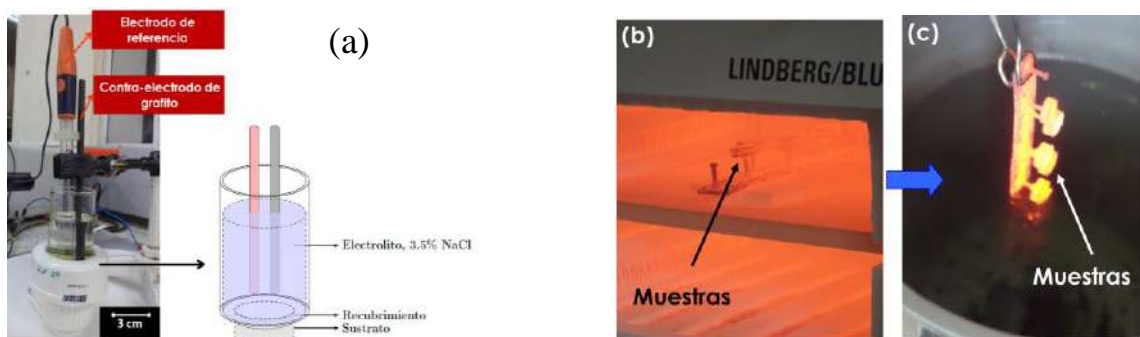 Electrodo de
referencia
Contra-electrodo de
grafito
3 cm
(a)
Electrolito, 3.5% NaCl
Recubrimiento
Sustrato
(b)
LINDBERG/BLU
Muestras
(c)
Muestras